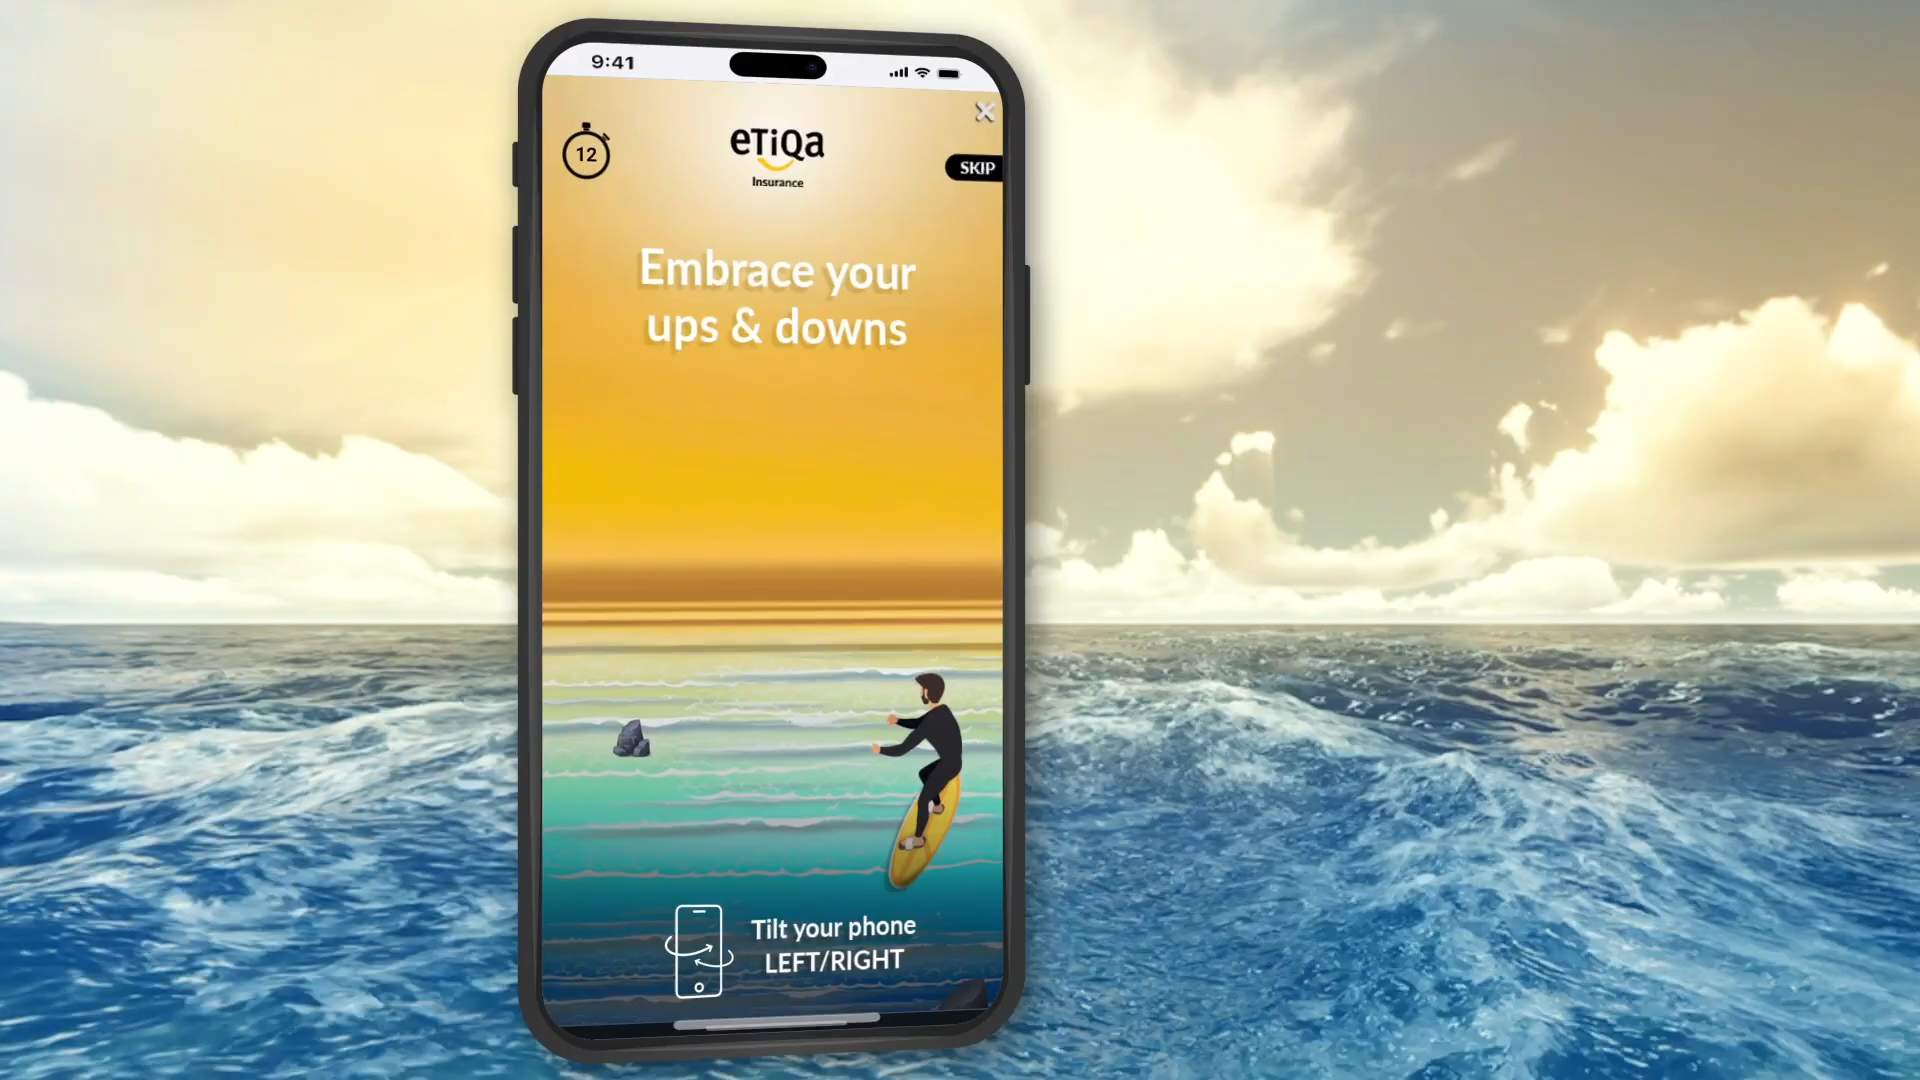 9:41
12
eTiQa
Insurance
SKIP
Embrace your
ups & downs
Tilt your phone
LEFT/RIGHT